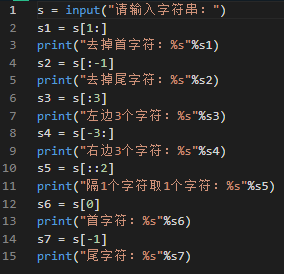 1 s = input("请输入字符串：")
2 s1 = s[1:]
3 print("去掉首字符：%s"%s1)
4 s2 = s[:-1]
5 print("去掉尾字符：%s"%s2)
6 s3 = s[:3]
7 print("左边3个字符：%s"%s3)
8 s4 = s[-3:]
9 print("右边3个字符：%s"%s4)
10 s5 = s[::2]
11 print("隔1个字符取1个字符：%s"%s5)
12 s6 = s[0]
13 print("首字符：%s"%s6)
14 s7 = s[-1]
15 print("尾字符：%s"%s7)